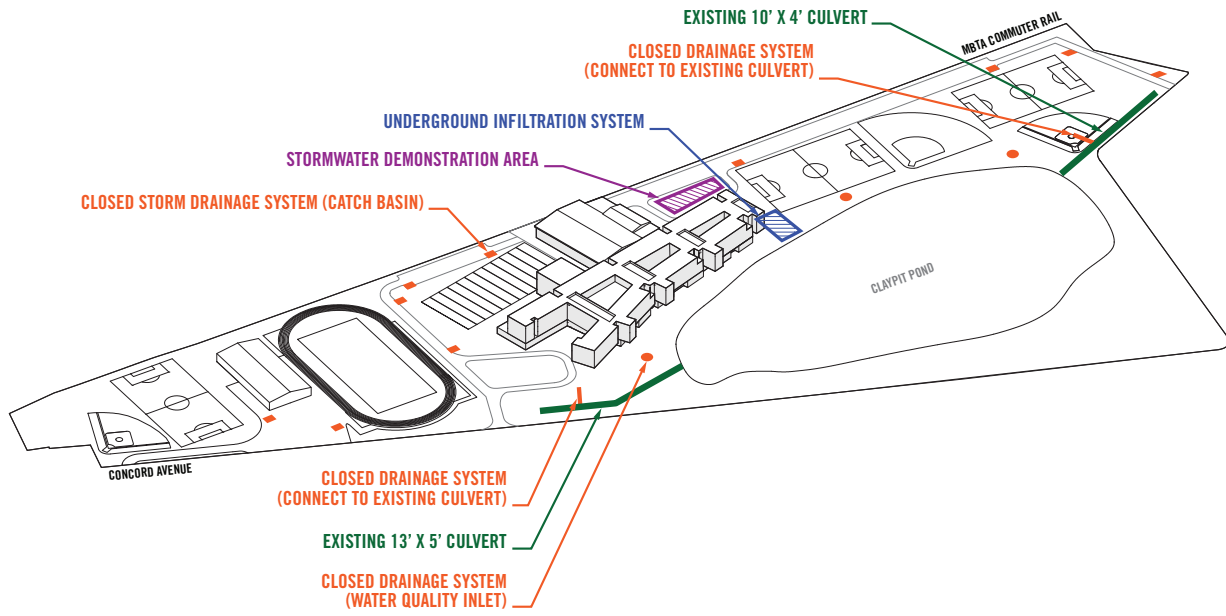 EXISTING 10' X 4' CULVERT
MBTA COMMUTER RAIL
CLOSED DRAINAGE SYSTEM
(CONNECT TO EXISTING CULVERT)
UNDERGROUND INFILTRATION SYSTEM
STORMWATER DEMONSTRATION AREA
CLOSED STORM DRAINAGE SYSTEM (CATCH BASIN)
CLAYPIT POND
CONCORD AVENUE
CLOSED DRAINAGE SYSTEM
(CONNECT TO EXISTING CULVERT)
EXISTING 13' X 5' CULVERT
CLOSED DRAINAGE SYSTEM
(WATER QUALITY INLET)